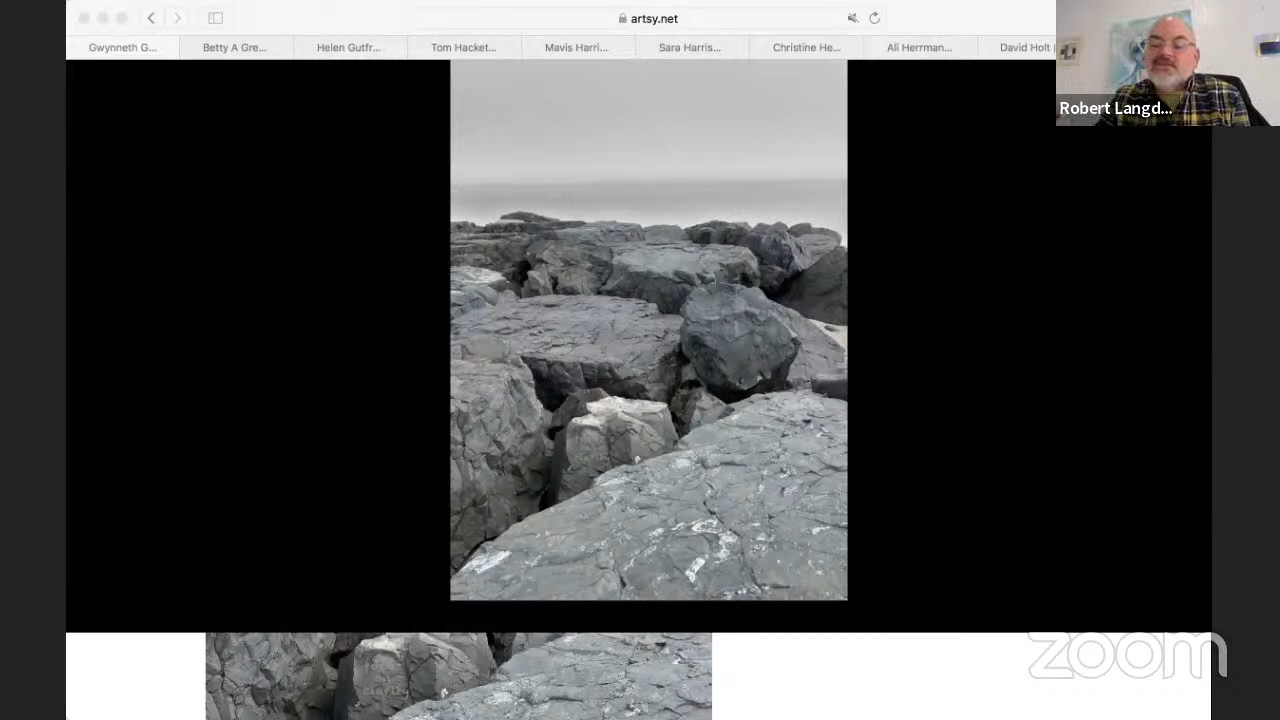 artsy.net
Gwynneth G...
Betty A Gre...
Helen Gutfr...
Tom Hacket...
Mavis Harri...
Sara Harris...
Christine He...
Ali Herrman...
David Holt
Robert Langd...
zoom